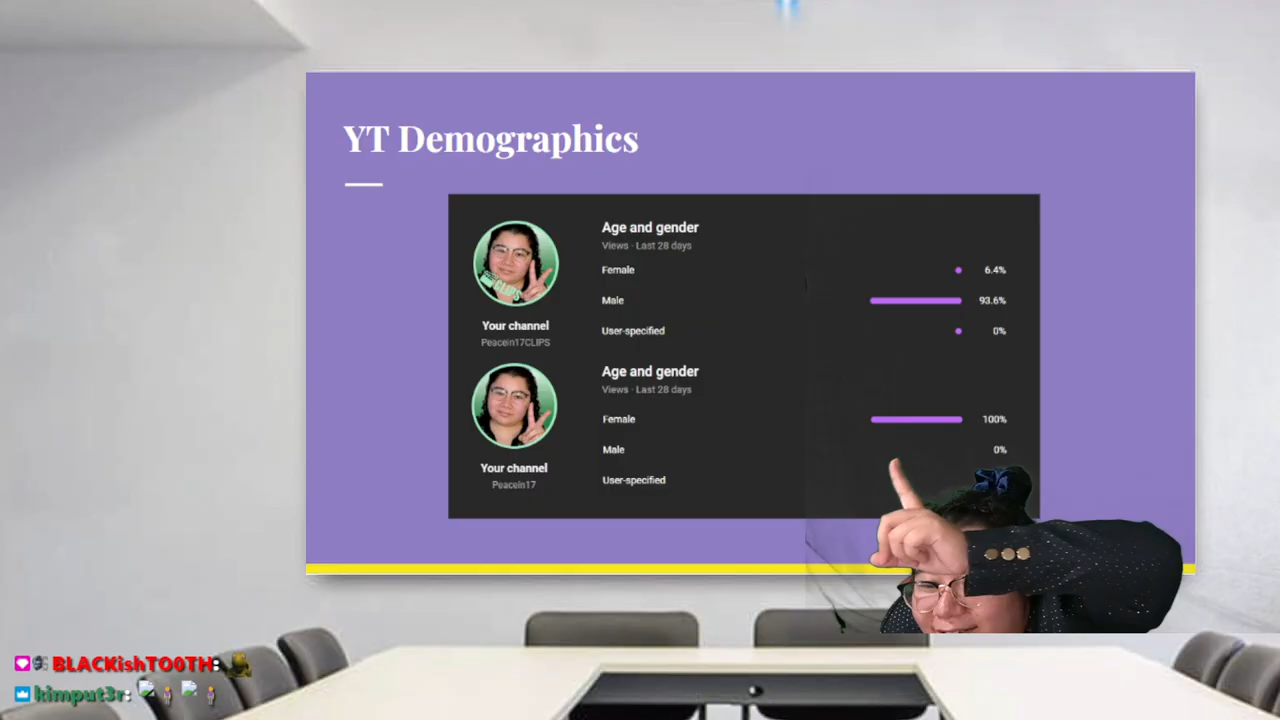 YT Demographics
CLIPS
Your channel
Peacein17CLIPS
Age and gender
Views · Last 28 days
Female 6.4%
Male 93.6%
User-specified 0%
Your channel
Peacein17
Age and gender
Views · Last 28 days
Female 100%
Male 0%
User-specified
BLACKishTO0TH:
kimput3r: